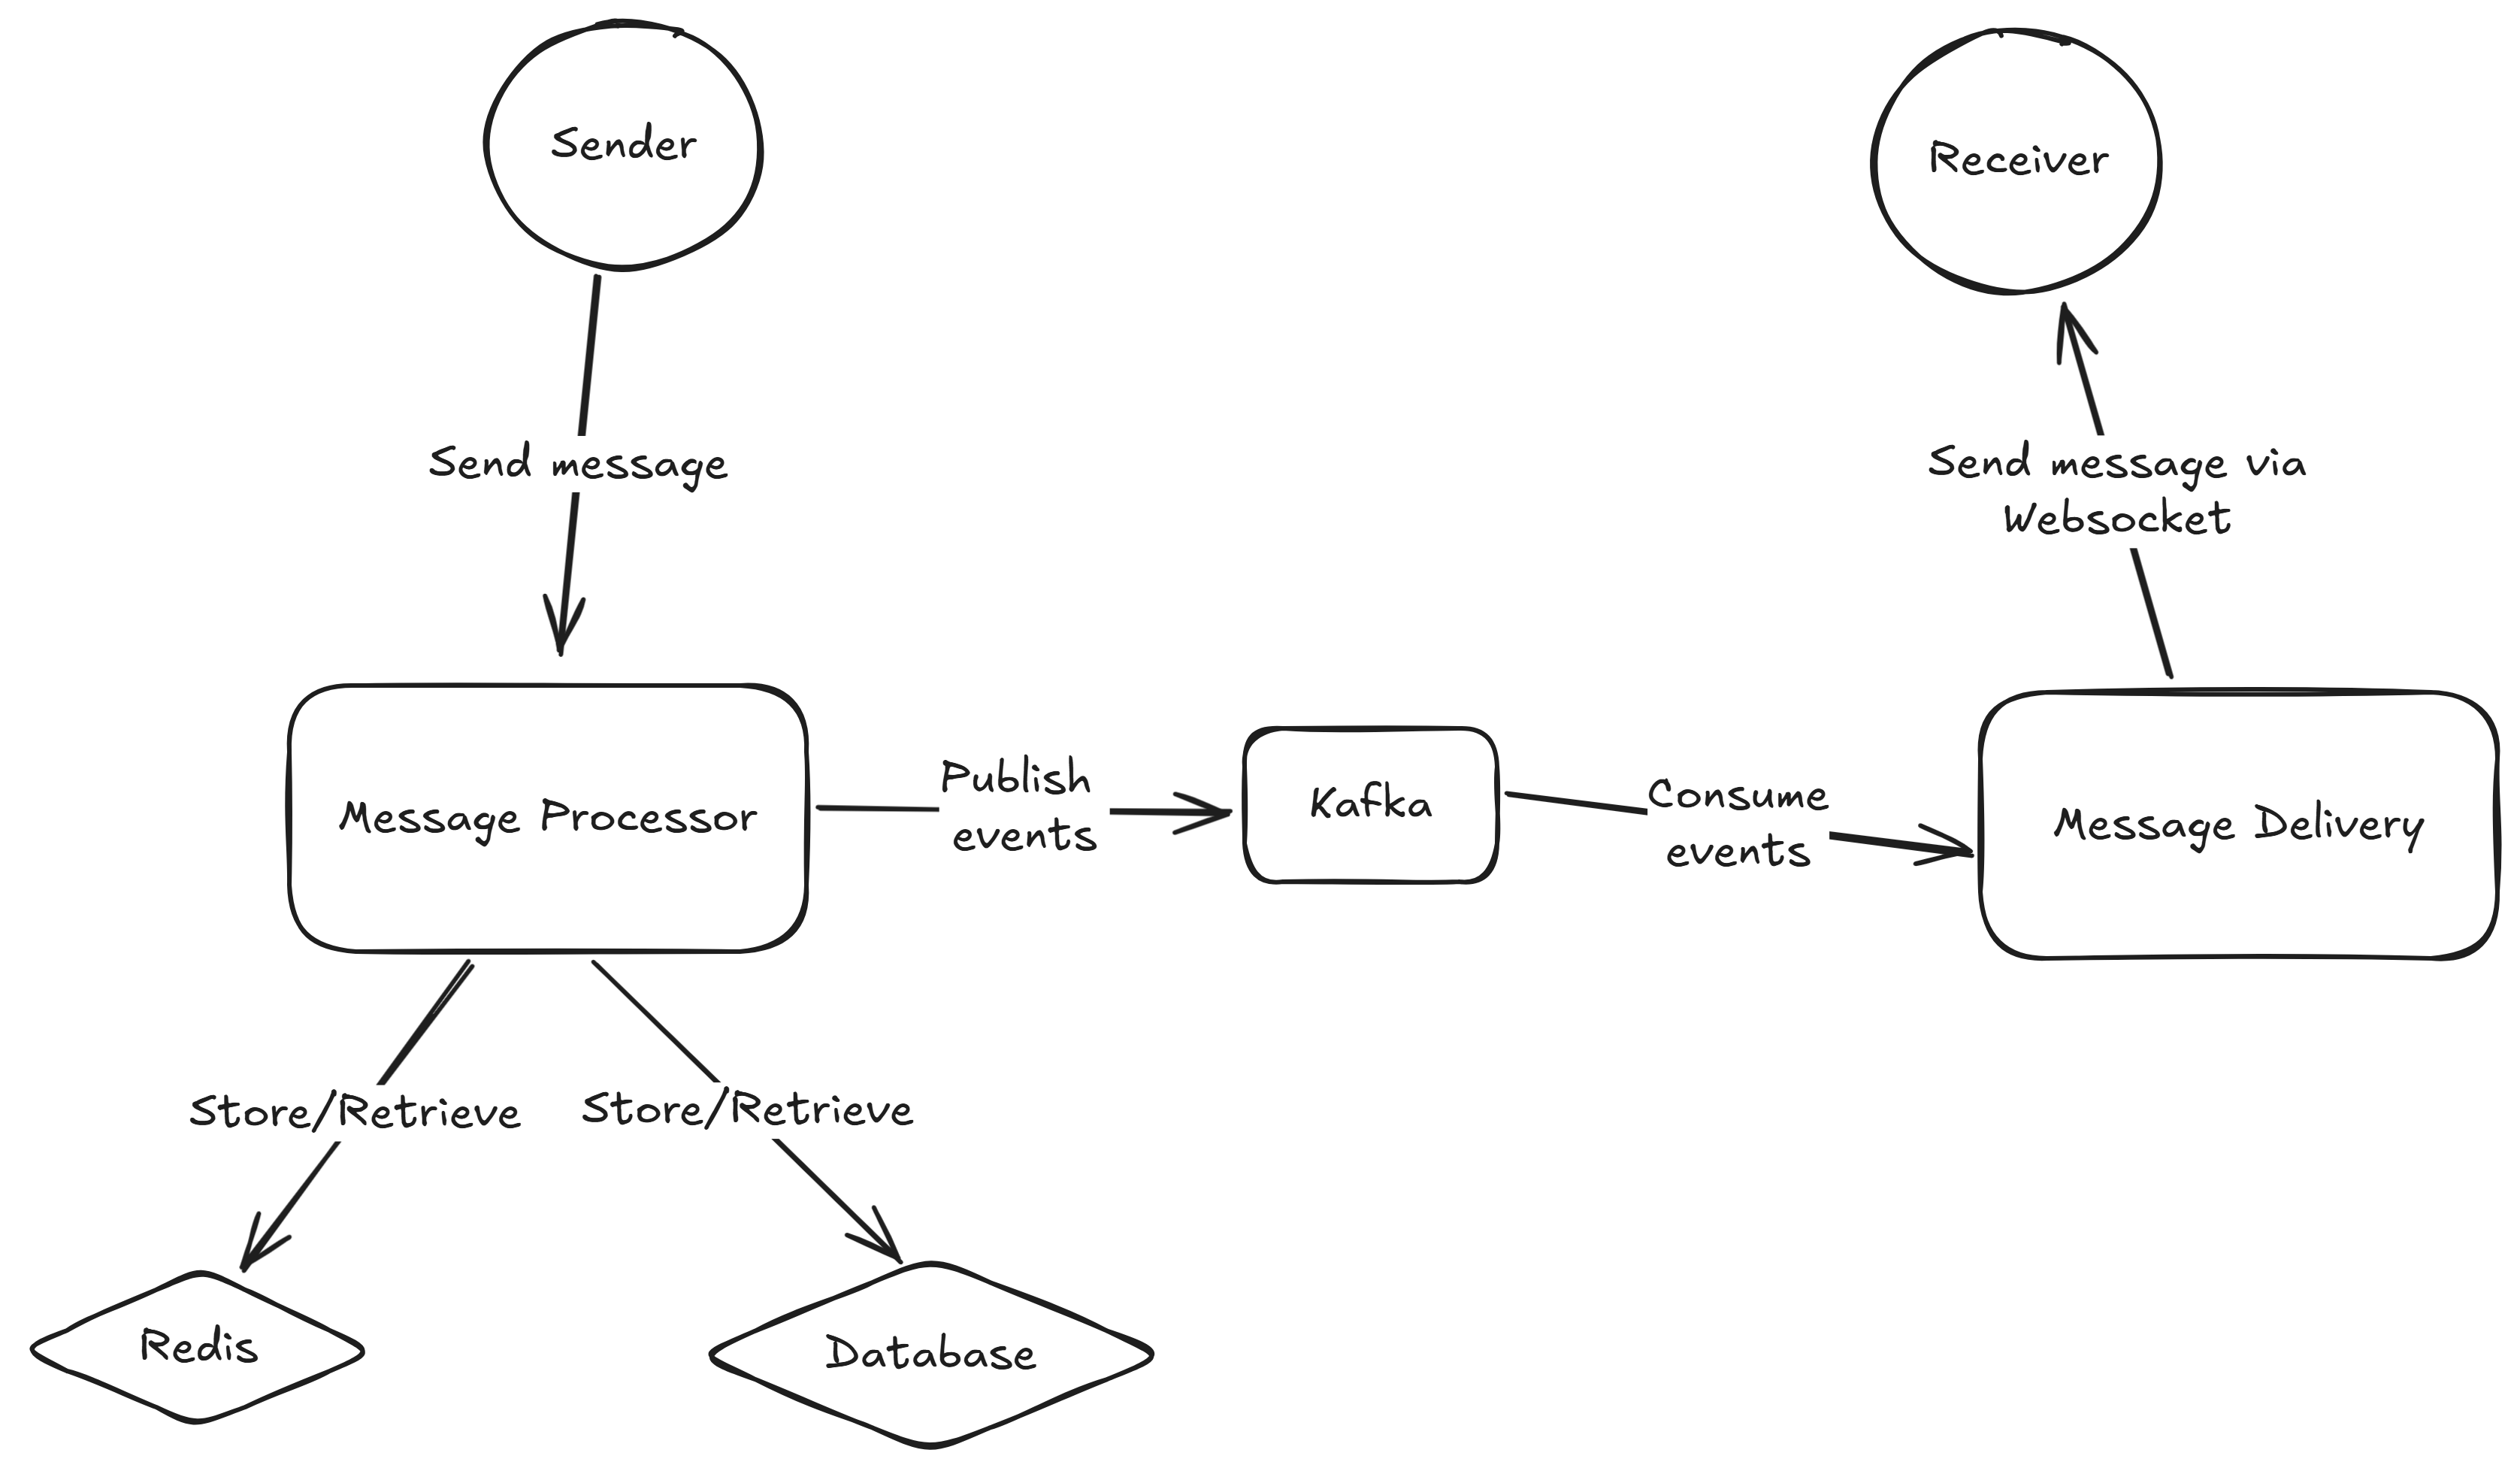 Sender
Receiver
Send message
Send message via
Websocket
Message Processor
Publish
events
Kafka
Consume
events
Message Delivery
Store/Retrieve
Store/Retrieve
Redis
Database